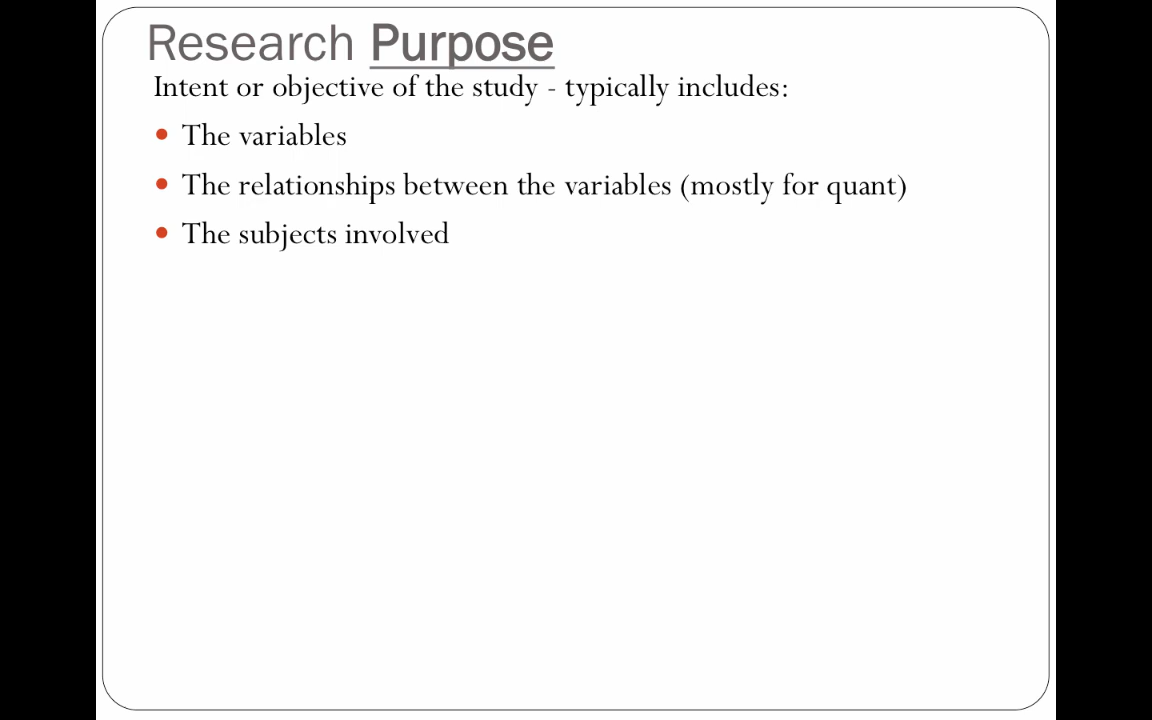 Research Purpose
Intent or objective of the study - typically includes:
• The variables
• The relationships between the variables (mostly for quant)
• The subjects involved